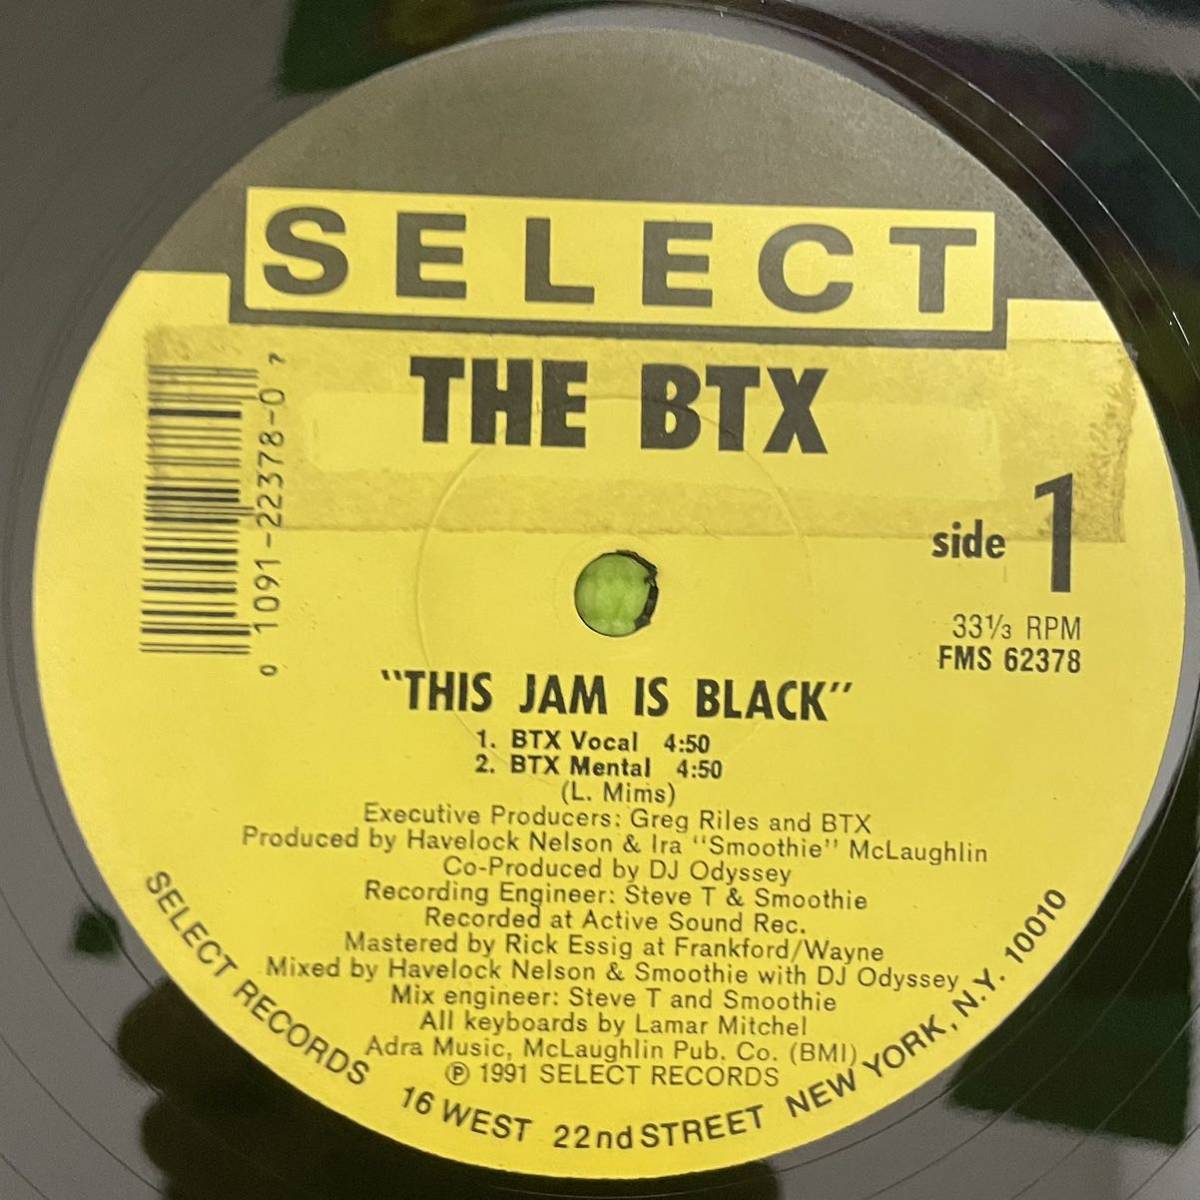 SELECT
THE BTX
0 1091-22378-0 7
side 1
33⅓ RPM
FMS 62378
"THIS JAM IS BLACK"
1. BTX Vocal 4:50
2. BTX Mental 4:50
(L. Mims)
Executive Producers: Greg Riles and BTX
Produced by Havelock Nelson & Ira "Smoothie" McLaughlin
Co-Produced by DJ Odyssey
Recording Engineer: Steve T & Smoothie
Recorded at Active Sound Rec.
Mastered by Rick Essig at Frankford/Wayne
Mixed by Havelock Nelson & Smoothie with DJ Odyssey
Mix engineer: Steve T and Smoothie
All keyboards by Lamar Mitchel
Adra Music, McLaughlin Pub. Co. (BMI)
℗ 1991 SELECT RECORDS
SELECT RECORDS 16 WEST 22nd STREET NEW YORK, N.Y. 10010